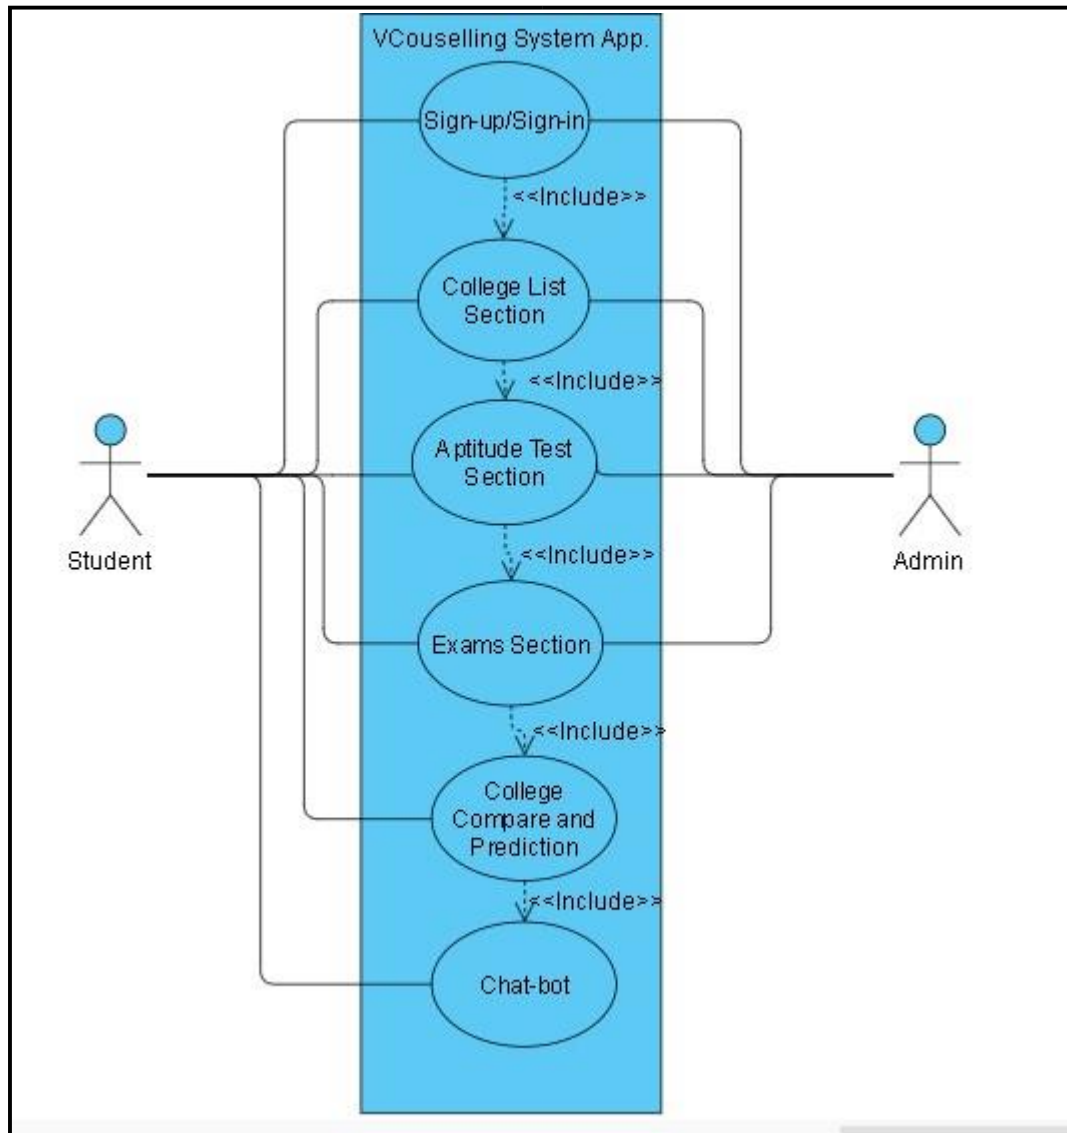 VCouselling System App.
Sign-up/Sign-in
<<Include>>
College List
Section
<<Include>>
Aptitude Test
Section
Student
Admin
<<Include>>
Exams Section
<<Include>>
College
Compare and
Prediction
<<Include>>
Chat-bot